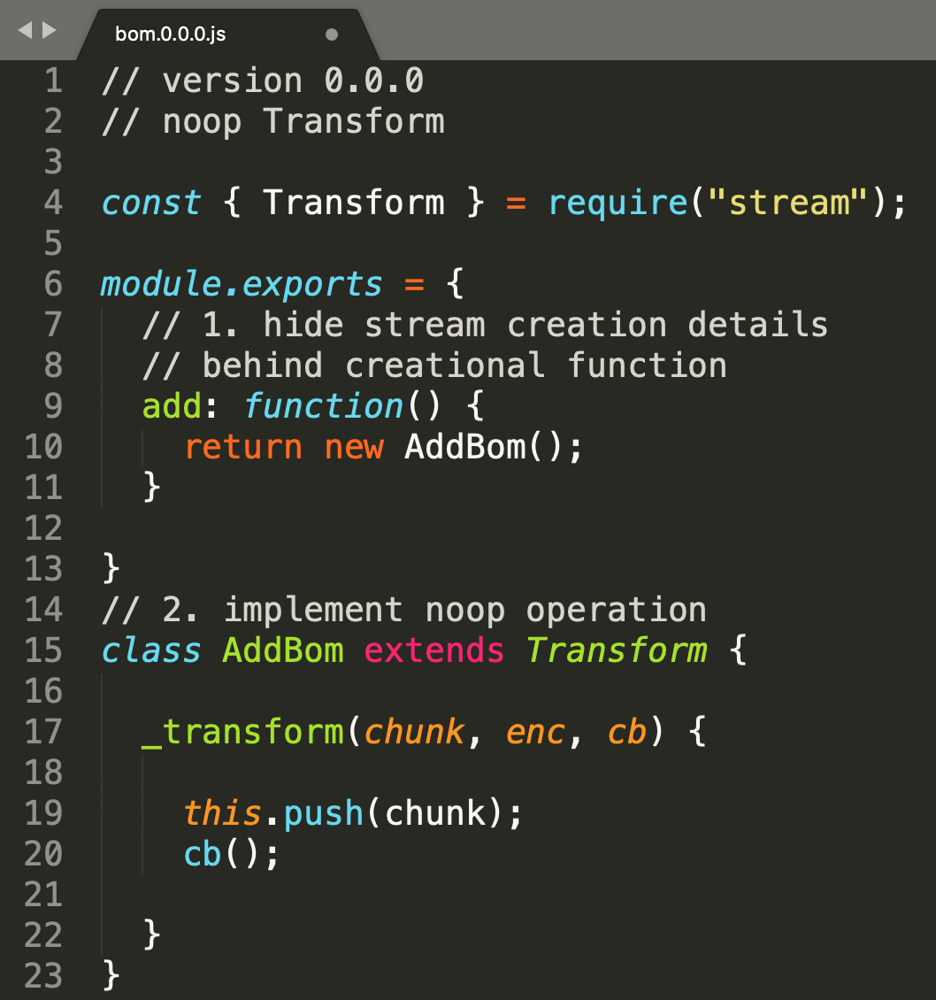 bom.0.0.0.js
1 // version 0.0.0
2 // noop Transform
3
4 const { Transform } = require("stream");
5
6 module.exports = {
7   // 1. hide stream creation details
8   // behind creational function
9   add: function() {
10     return new AddBom();
11   }
12
13 }
14 // 2. implement noop operation
15 class AddBom extends Transform {
16
17   _transform(chunk, enc, cb) {
18
19     this.push(chunk);
20     cb();
21
22   }
23 }